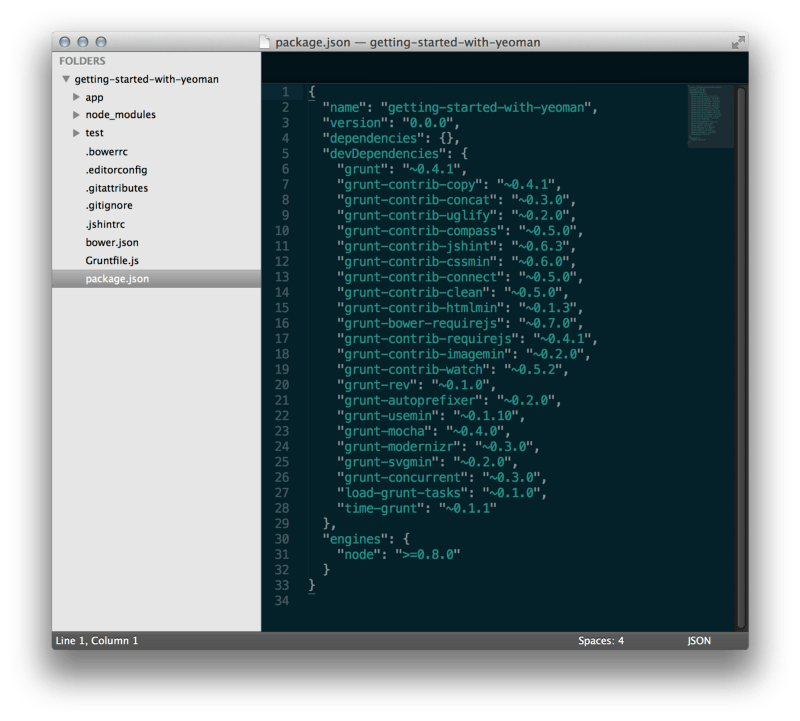 package.json — getting-started-with-yeoman
FOLDERS
getting-started-with-yeoman
app
node_modules
test
.bowerrc
.editorconfig
.gitattributes
.gitignore
.jshintrc
bower.json
Gruntfile.js
package.json
1 {
2 "name": "getting-started-with-yeoman",
3 "version": "0.0.0",
4 "dependencies": {},
5 "devDependencies": {
6 "grunt": "~0.4.1",
7 "grunt-contrib-copy": "~0.4.1",
8 "grunt-contrib-concat": "~0.3.0",
9 "grunt-contrib-uglify": "~0.2.0",
10 "grunt-contrib-compass": "~0.5.0",
11 "grunt-contrib-jshint": "~0.6.3",
12 "grunt-contrib-cssmin": "~0.6.0",
13 "grunt-contrib-connect": "~0.5.0",
14 "grunt-contrib-clean": "~0.5.0",
15 "grunt-contrib-htmlmin": "~0.1.3",
16 "grunt-bower-requirejs": "~0.7.0",
17 "grunt-contrib-requirejs": "~0.4.1",
18 "grunt-contrib-imagemin": "~0.2.0",
19 "grunt-contrib-watch": "~0.5.2",
20 "grunt-rev": "~0.1.0",
21 "grunt-autoprefixer": "~0.2.0",
22 "grunt-usemin": "~0.1.10",
23 "grunt-mocha": "~0.4.0",
24 "grunt-modernizr": "~0.3.0",
25 "grunt-svgmin": "~0.2.0",
26 "grunt-concurrent": "~0.3.0",
27 "load-grunt-tasks": "~0.1.0",
28 "time-grunt": "~0.1.1"
29 },
30 "engines": {
31 "node": ">=0.8.0"
32 }
33 }
34
Line 1, Column 1
Spaces: 4
JSON